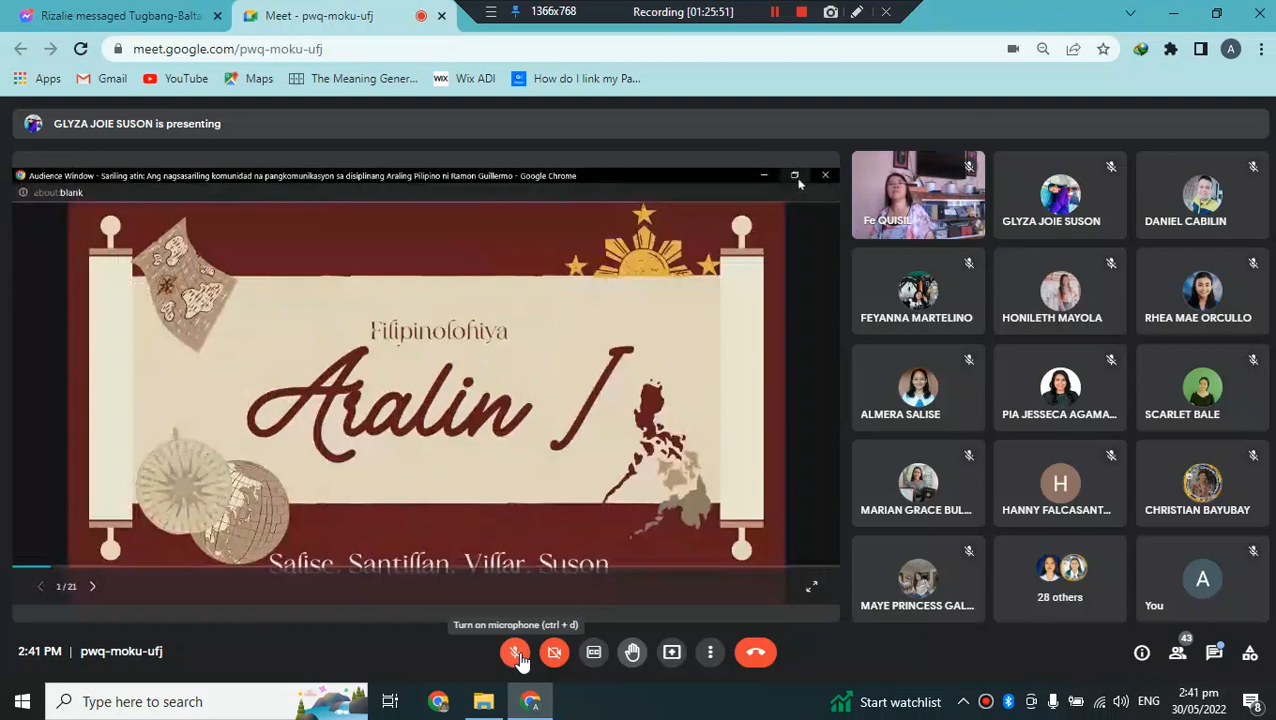 Rizalie messaged Tugbang-Balta
Meet - pwq-moku-ufj
1366x768
Recording [01:25:51]
meet.google.com/pwq-moku-ufj
A
Apps
Gmail
YouTube
Maps
The Meaning Gener...
WIX
Wix ADI
How do I link my Pa...
GLYZA JOIE SUSON is presenting
Audience Window - Sariling atin: Ang nagsasariling komunidad na pangkomunikasyon sa disiplinang Araling Pilipino ni Ramon Guillermo - Google Chrome
about:blank
Filipinolohiya
Aralin 1
Salise, Santillan, Villar, Suson
1 / 21
Fe QUISIL
GLYZA JOIE SUSON
DANIEL CABILIN
FEYANNA MARTELINO
HONILETH MAYOLA
RHEA MAE ORCULLO
ALMERA SALISE
PIA JESSECA AGAMA...
SCARLET BALE
MARIAN GRACE BUL...
H
HANNY FALCASANT...
CHRISTIAN BAYUBAY
MAYE PRINCESS GAL...
28 others
A
You
Turn on microphone (ctrl + d)
2:41 PM | pwq-moku-ufj
CC
43
Type here to search
A
Start watchlist
ENG
2:41 pm
30/05/2022
8